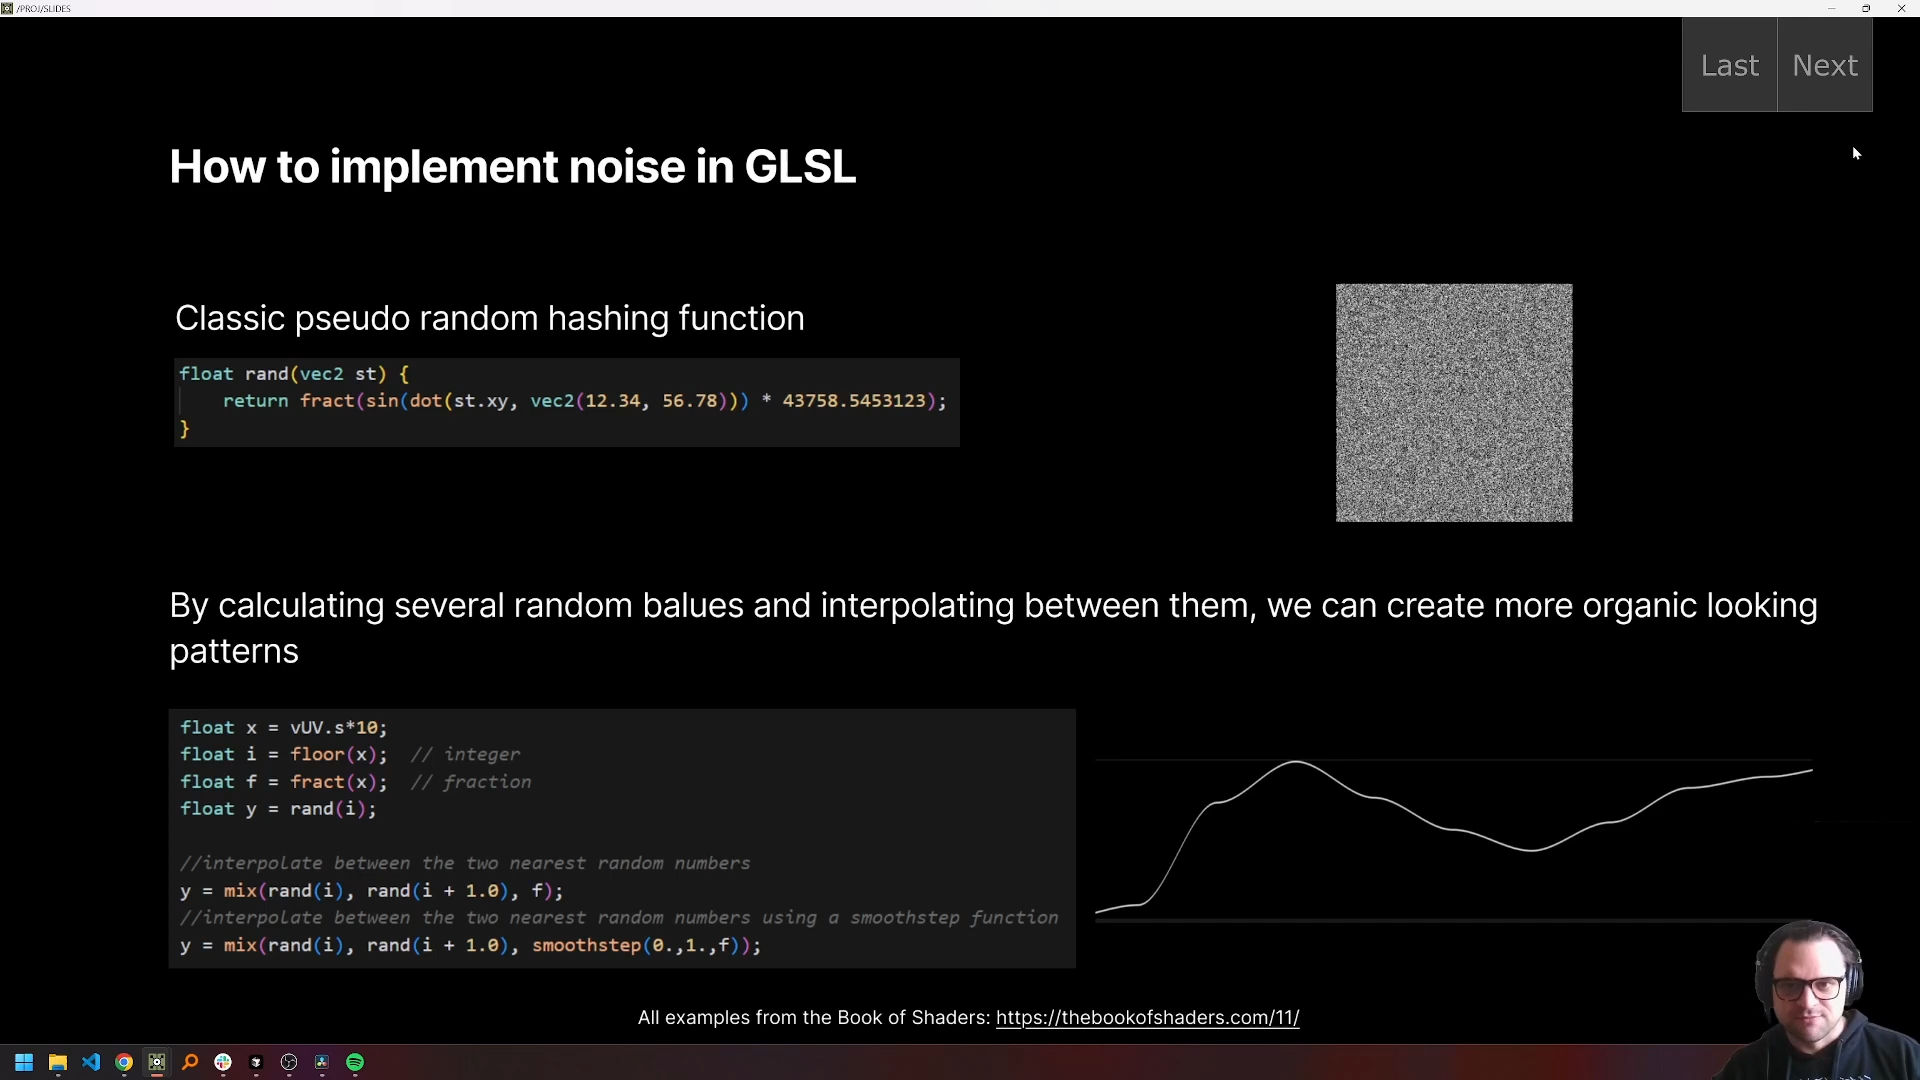 /PROJ/SLIDES
Last Next
How to implement noise in GLSL
Classic pseudo random hashing function
float rand(vec2 st) {
return fract(sin(dot(st.xy, vec2(12.34, 56.78))) * 43758.5453123);
}
By calculating several random balues and interpolating between them, we can create more organic looking
patterns
float x = vUV.s*10;
float i = floor(x);  // integer
float f = fract(x);  // fraction
float y = rand(i);
//interpolate between the two nearest random numbers
y = mix(rand(i), rand(i + 1.0), f);
//interpolate between the two nearest random numbers using a smoothstep function
y = mix(rand(i), rand(i + 1.0), smoothstep(0.,1.,f));
All examples from the Book of Shaders: https://thebookofshaders.com/11/